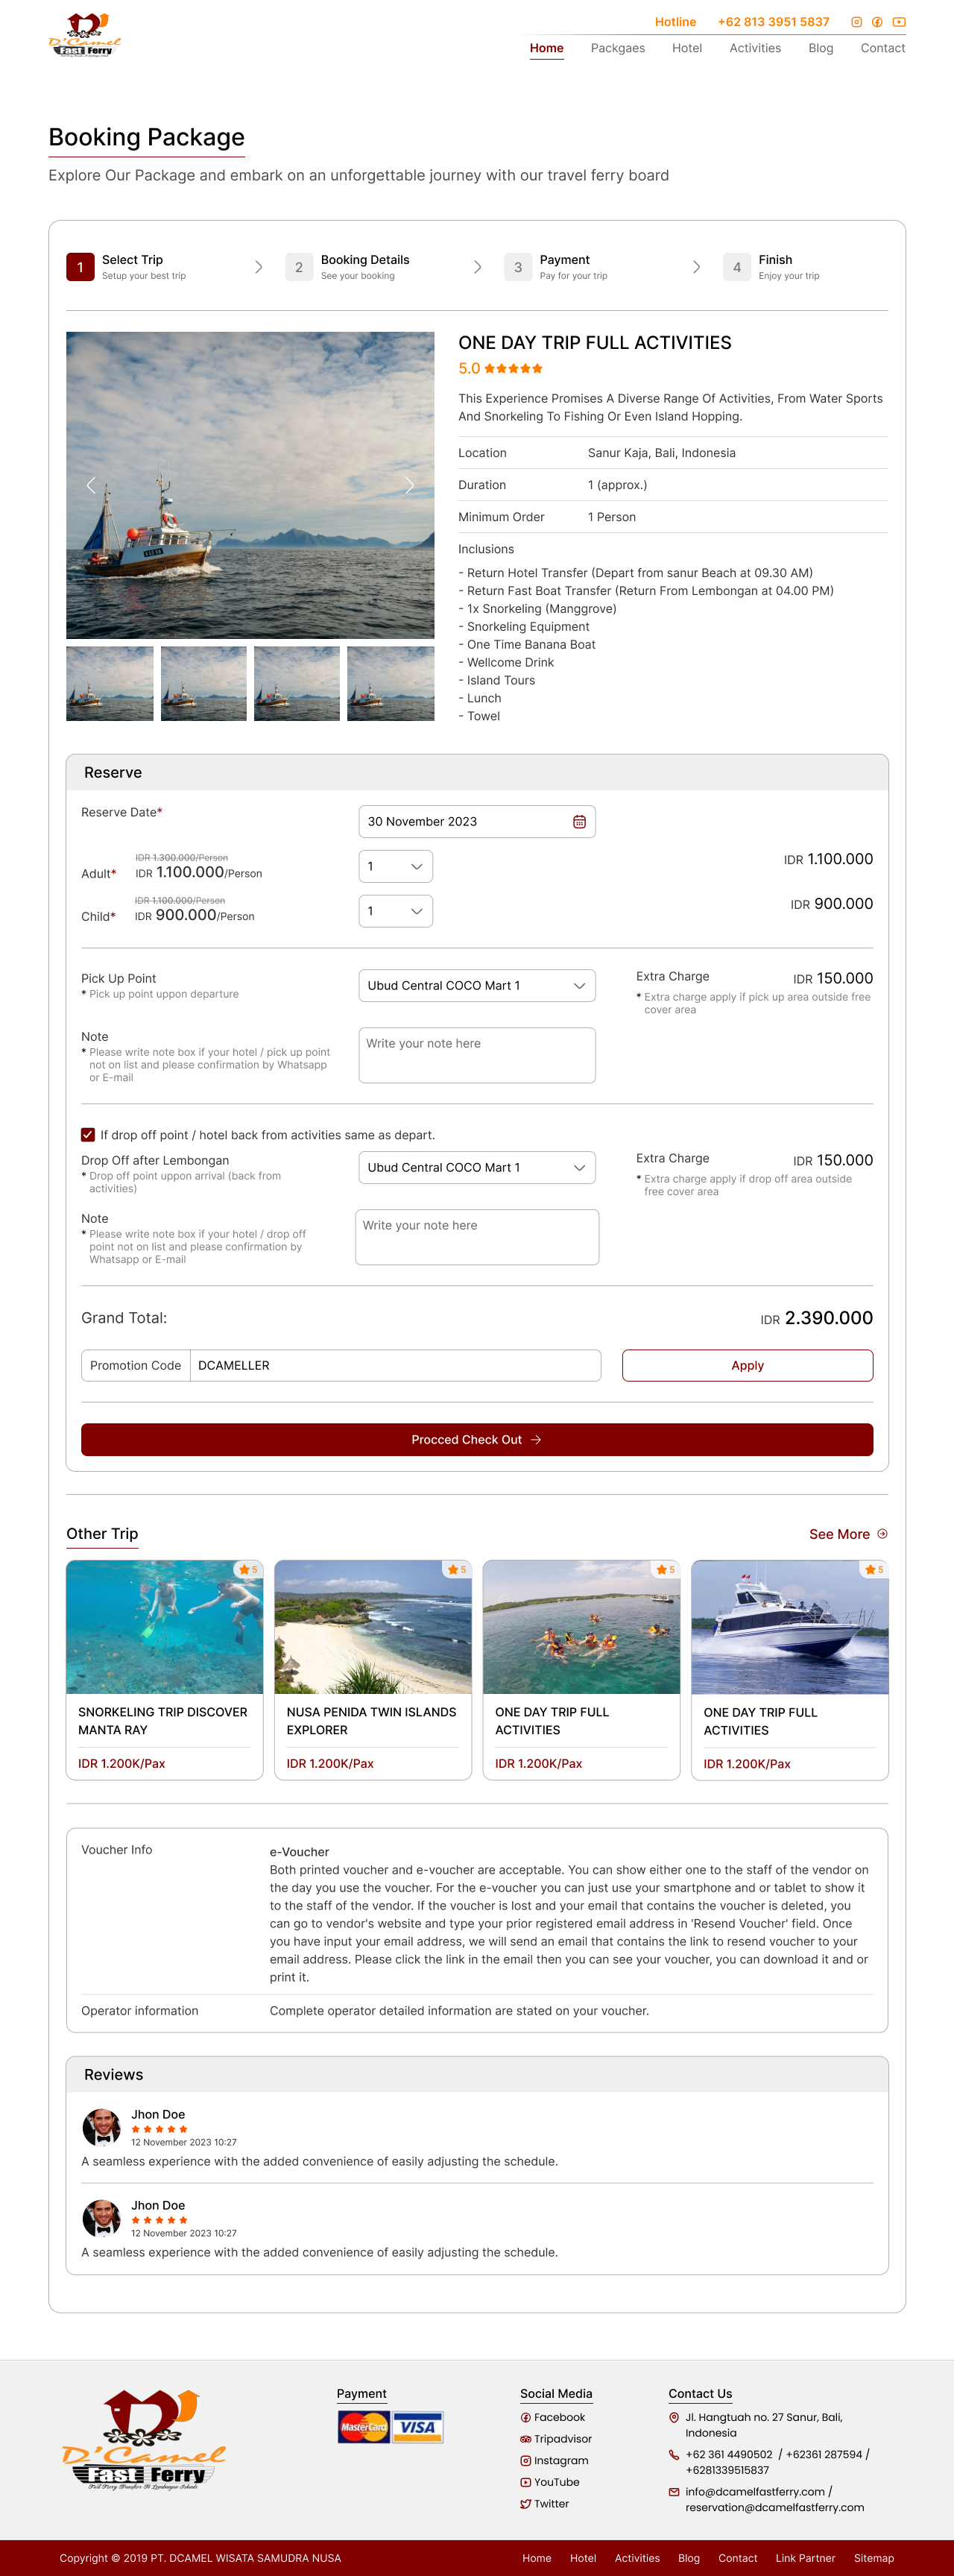 D'Camel
Fast Ferry
Hotline +62 813 3951 5837
Home Packgaes Hotel Activities Blog Contact
Booking Package
Explore Our Package and embark on an unforgettable journey with our travel ferry board
1 Select Trip
Setup your best trip
2 Booking Details
See your booking
3 Payment
Pay for your trip
4 Finish
Enjoy your trip
ONE DAY TRIP FULL ACTIVITIES
5.0
This Experience Promises A Diverse Range Of Activities, From Water Sports
And Snorkeling To Fishing Or Even Island Hopping.
Location Sanur Kaja, Bali, Indonesia
Duration 1 (approx.)
Minimum Order 1 Person
Inclusions
- Return Hotel Transfer (Depart from sanur Beach at 09.30 AM)
- Return Fast Boat Transfer (Return From Lembongan at 04.00 PM)
- 1x Snorkeling (Manggrove)
- Snorkeling Equipment
- One Time Banana Boat
- Wellcome Drink
- Island Tours
- Lunch
- Towel
Reserve
Reserve Date* 30 November 2023
IDR 1.300.000/Person
Adult* IDR 1.100.000/Person 1 IDR 1.100.000
IDR 1.100.000/Person
Child* IDR 900.000/Person 1 IDR 900.000
Pick Up Point Ubud Central COCO Mart 1 Extra Charge IDR 150.000
* Pick up point uppon departure
* Extra charge apply if pick up area outside free
cover area
Note Write your note here
* Please write note box if your hotel / pick up point
not on list and please confirmation by Whatsapp
or E-mail
If drop off point / hotel back from activities same as depart.
Drop Off after Lembongan Ubud Central COCO Mart 1 Extra Charge IDR 150.000
* Drop off point uppon arrival (back from
activities)
* Extra charge apply if drop off area outside
free cover area
Note Write your note here
* Please write note box if your hotel / drop off
point not on list and please confirmation by
Whatsapp or E-mail
Grand Total: IDR 2.390.000
Promotion Code DCAMELLER Apply
Procced Check Out
Other Trip See More
5
SNORKELING TRIP DISCOVER
MANTA RAY
IDR 1.200K/Pax
5
NUSA PENIDA TWIN ISLANDS
EXPLORER
IDR 1.200K/Pax
5
ONE DAY TRIP FULL
ACTIVITIES
IDR 1.200K/Pax
5
ONE DAY TRIP FULL
ACTIVITIES
IDR 1.200K/Pax
Voucher Info e-Voucher
Both printed voucher and e-voucher are acceptable. You can show either one to the staff of the vendor on
the day you use the voucher. For the e-voucher you can just use your smartphone and or tablet to show it
to the staff of the vendor. If the voucher is lost and your email that contains the voucher is deleted, you
can go to vendor's website and type your prior registered email address in 'Resend Voucher' field. Once
you have input your email address, we will send an email that contains the link to resend voucher to your
email address. Please click the link in the email then you can see your voucher, you can download it and or
print it.
Operator information Complete operator detailed information are stated on your voucher.
Reviews
Jhon Doe
12 November 2023 10:27
A seamless experience with the added convenience of easily adjusting the schedule.
Jhon Doe
12 November 2023 10:27
A seamless experience with the added convenience of easily adjusting the schedule.
D'Camel
Fast Ferry
Fast Ferry Transfer To Lembongan Islands
Payment
MasterCard VISA
Social Media
Facebook
Tripadvisor
Instagram
YouTube
Twitter
Contact Us
Jl. Hangtuah no. 27 Sanur, Bali,
Indonesia
+62 361 4490502 / +62361 287594 /
+6281339515837
info@dcamelfastferry.com /
reservation@dcamelfastferry.com
Copyright © 2019 PT. DCAMEL WISATA SAMUDRA NUSA
Home Hotel Activities Blog Contact Link Partner Sitemap